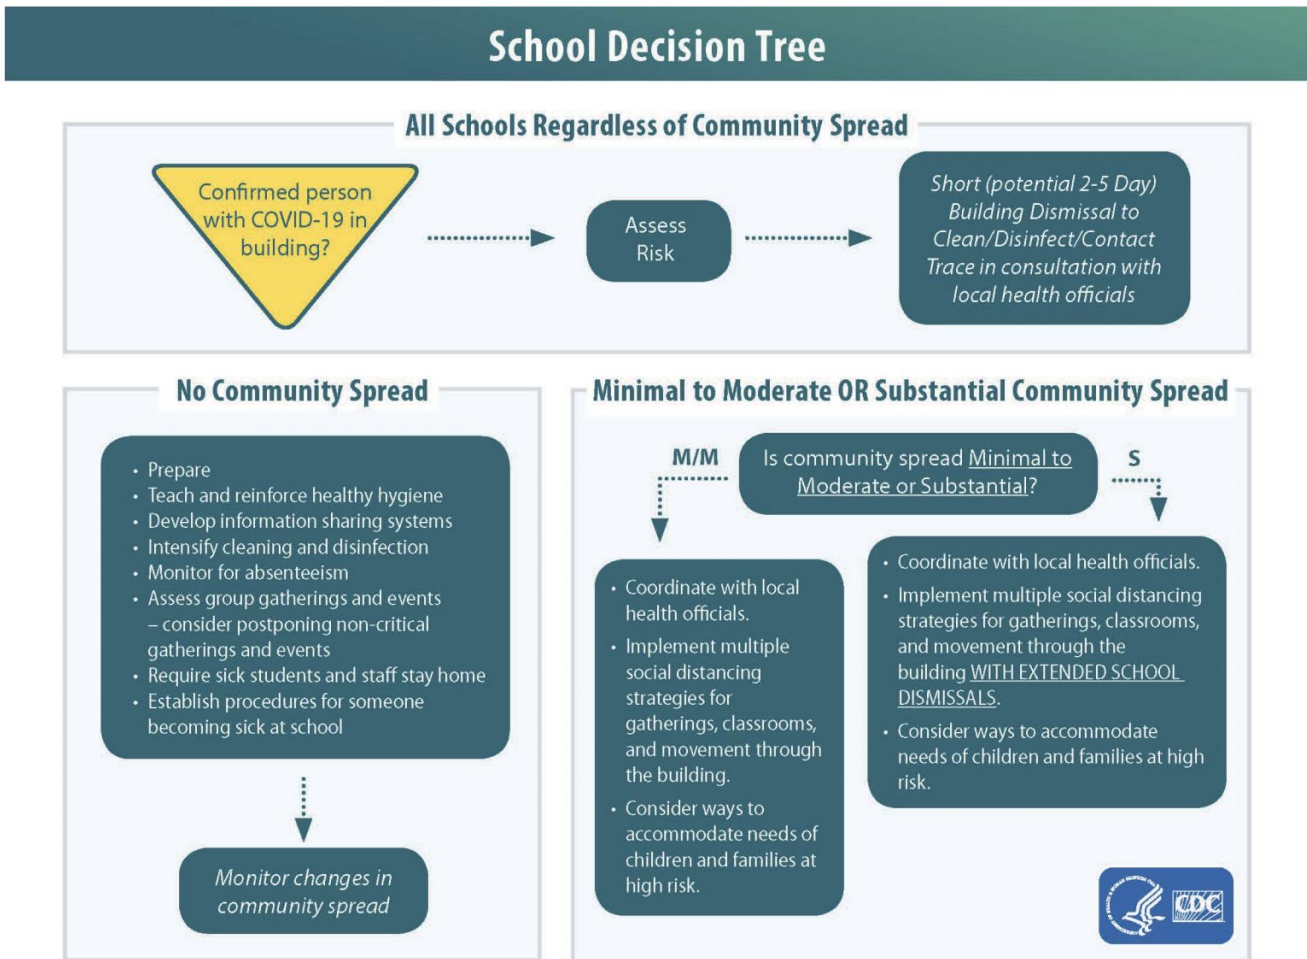 School Decision Tree
All Schools Regardless of Community Spread
Confirmed person
with COVID-19 in
building?
Assess
Risk
Short (potential 2-5 Day)
Building Dismissal to
Clean/Disinfect/Contact
Trace in consultation with
local health officials
No Community Spread
• Prepare
• Teach and reinforce healthy hygiene
• Develop information sharing systems
• Intensify cleaning and disinfection
• Monitor for absenteeism
• Assess group gatherings and events
– consider postponing non-critical
gatherings and events
• Require sick students and staff stay home
• Establish procedures for someone
becoming sick at school
Monitor changes in
community spread
Minimal to Moderate OR Substantial Community Spread
Is community spread Minimal to
Moderate or Substantial?
M/M
• Coordinate with local
health officials.
• Implement multiple
social distancing
strategies for
gatherings, classrooms,
and movement through
the building.
• Consider ways to
accommodate needs of
children and families at
high risk.
S
• Coordinate with local health officials.
• Implement multiple social distancing
strategies for gatherings, classrooms,
and movement through the
building WITH EXTENDED SCHOOL
DISMISSALS.
• Consider ways to accommodate
needs of children and families at high
risk.
CDC